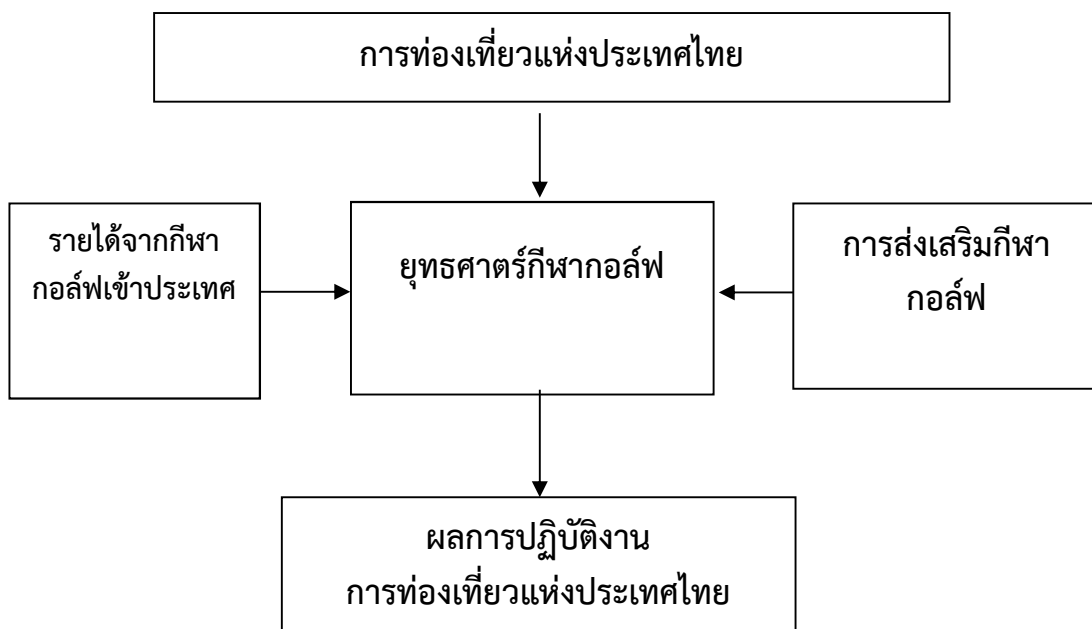 การท่องเที่ยวแห่งประเทศไทย
รายได้จากกีฬา
กอล์ฟเข้าประเทศ
ยุทธศาตร์กีฬากอล์ฟ
การส่งเสริมกีฬา
กอล์ฟ
ผลการปฏิบัติงาน
การท่องเที่ยวแห่งประเทศไทย